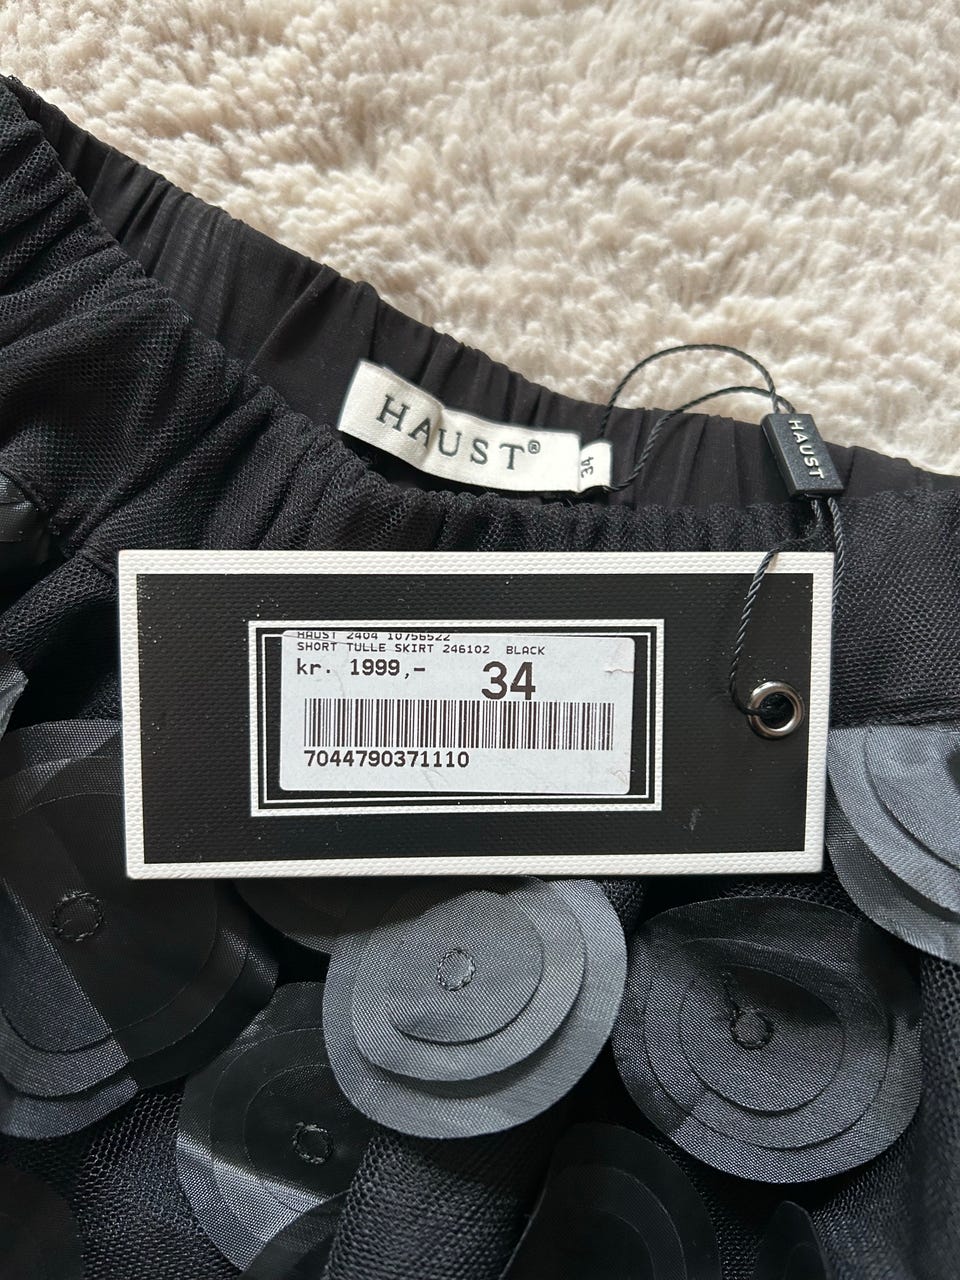 HAUST®
34
HAUST
HAUST 2404 10756522
SHORT TULLE SKIRT 246102 BLACK
kr. 1999,- 34
7044790371110